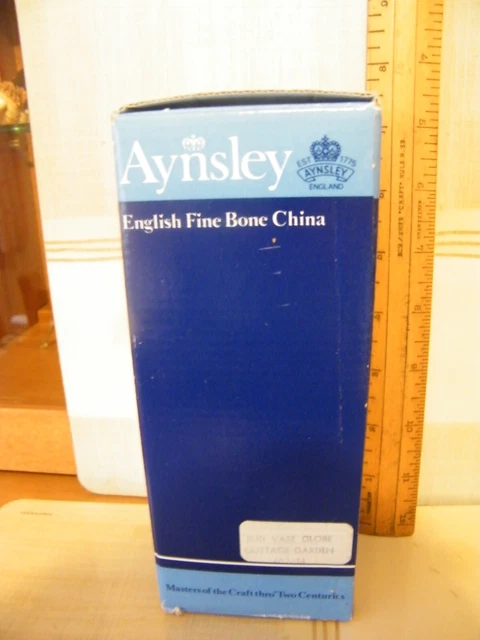 Aynsley
EST 1775
AYNSLEY
ENGLAND
English Fine Bone China
BUD VASE GLOBE
COTTAGE GARDEN
Masters of the Craft thro' Two Centuries